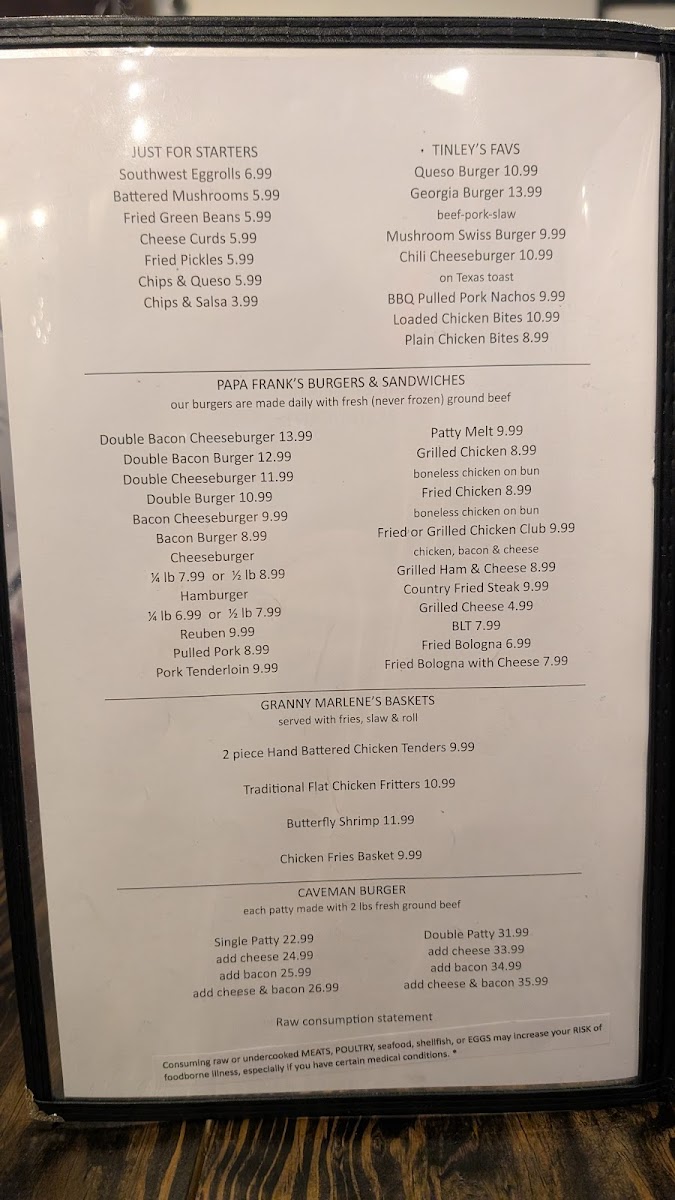 JUST FOR STARTERS
Southwest Eggrolls 6.99
Battered Mushrooms 5.99
Fried Green Beans 5.99
Cheese Curds 5.99
Fried Pickles 5.99
Chips & Queso 5.99
Chips & Salsa 3.99
• TINLEY'S FAVS
Queso Burger 10.99
Georgia Burger 13.99
beef-pork-slaw
Mushroom Swiss Burger 9.99
Chili Cheeseburger 10.99
on Texas toast
BBQ Pulled Pork Nachos 9.99
Loaded Chicken Bites 10.99
Plain Chicken Bites 8.99
PAPA FRANK'S BURGERS & SANDWICHES
our burgers are made daily with fresh (never frozen) ground beef
Double Bacon Cheeseburger 13.99
Double Bacon Burger 12.99
Double Cheeseburger 11.99
Double Burger 10.99
Bacon Cheeseburger 9.99
Bacon Burger 8.99
Cheeseburger
¼ lb 7.99 or ½ lb 8.99
Hamburger
¼ lb 6.99 or ½ lb 7.99
Reuben 9.99
Pulled Pork 8.99
Pork Tenderloin 9.99
Patty Melt 9.99
Grilled Chicken 8.99
boneless chicken on bun
Fried Chicken 8.99
boneless chicken on bun
Fried or Grilled Chicken Club 9.99
chicken, bacon & cheese
Grilled Ham & Cheese 8.99
Country Fried Steak 9.99
Grilled Cheese 4.99
BLT 7.99
Fried Bologna 6.99
Fried Bologna with Cheese 7.99
GRANNY MARLENE'S BASKETS
served with fries, slaw & roll
2 piece Hand Battered Chicken Tenders 9.99
Traditional Flat Chicken Fritters 10.99
Butterfly Shrimp 11.99
Chicken Fries Basket 9.99
CAVEMAN BURGER
each patty made with 2 lbs fresh ground beef
Single Patty 22.99
add cheese 24.99
add bacon 25.99
add cheese & bacon 26.99
Double Patty 31.99
add cheese 33.99
add bacon 34.99
add cheese & bacon 35.99
Raw consumption statement
Consuming raw or undercooked MEATS, POULTRY, seafood, shellfish, or EGGS may increase your RISK of
foodborne illness, especially if you have certain medical conditions. *